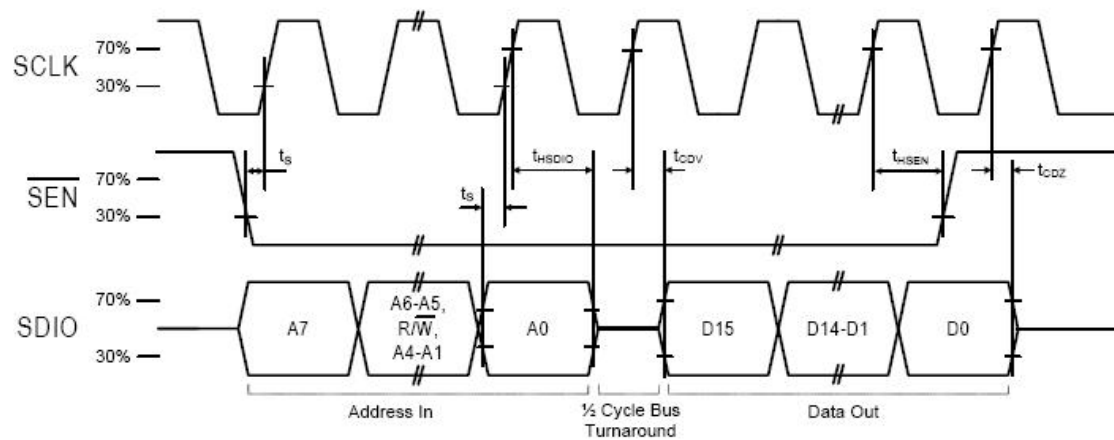 SCLK
70%
30%
SEN
70%
30%
tS
tS
tHSDIO
tCDV
tHSEN
tCDZ
SDIO
70%
30%
A7
A6-A5,
R/W,
A4-A1
A0
D15
D14-D1
D0
Address In
½ Cycle Bus
Turnaround
Data Out